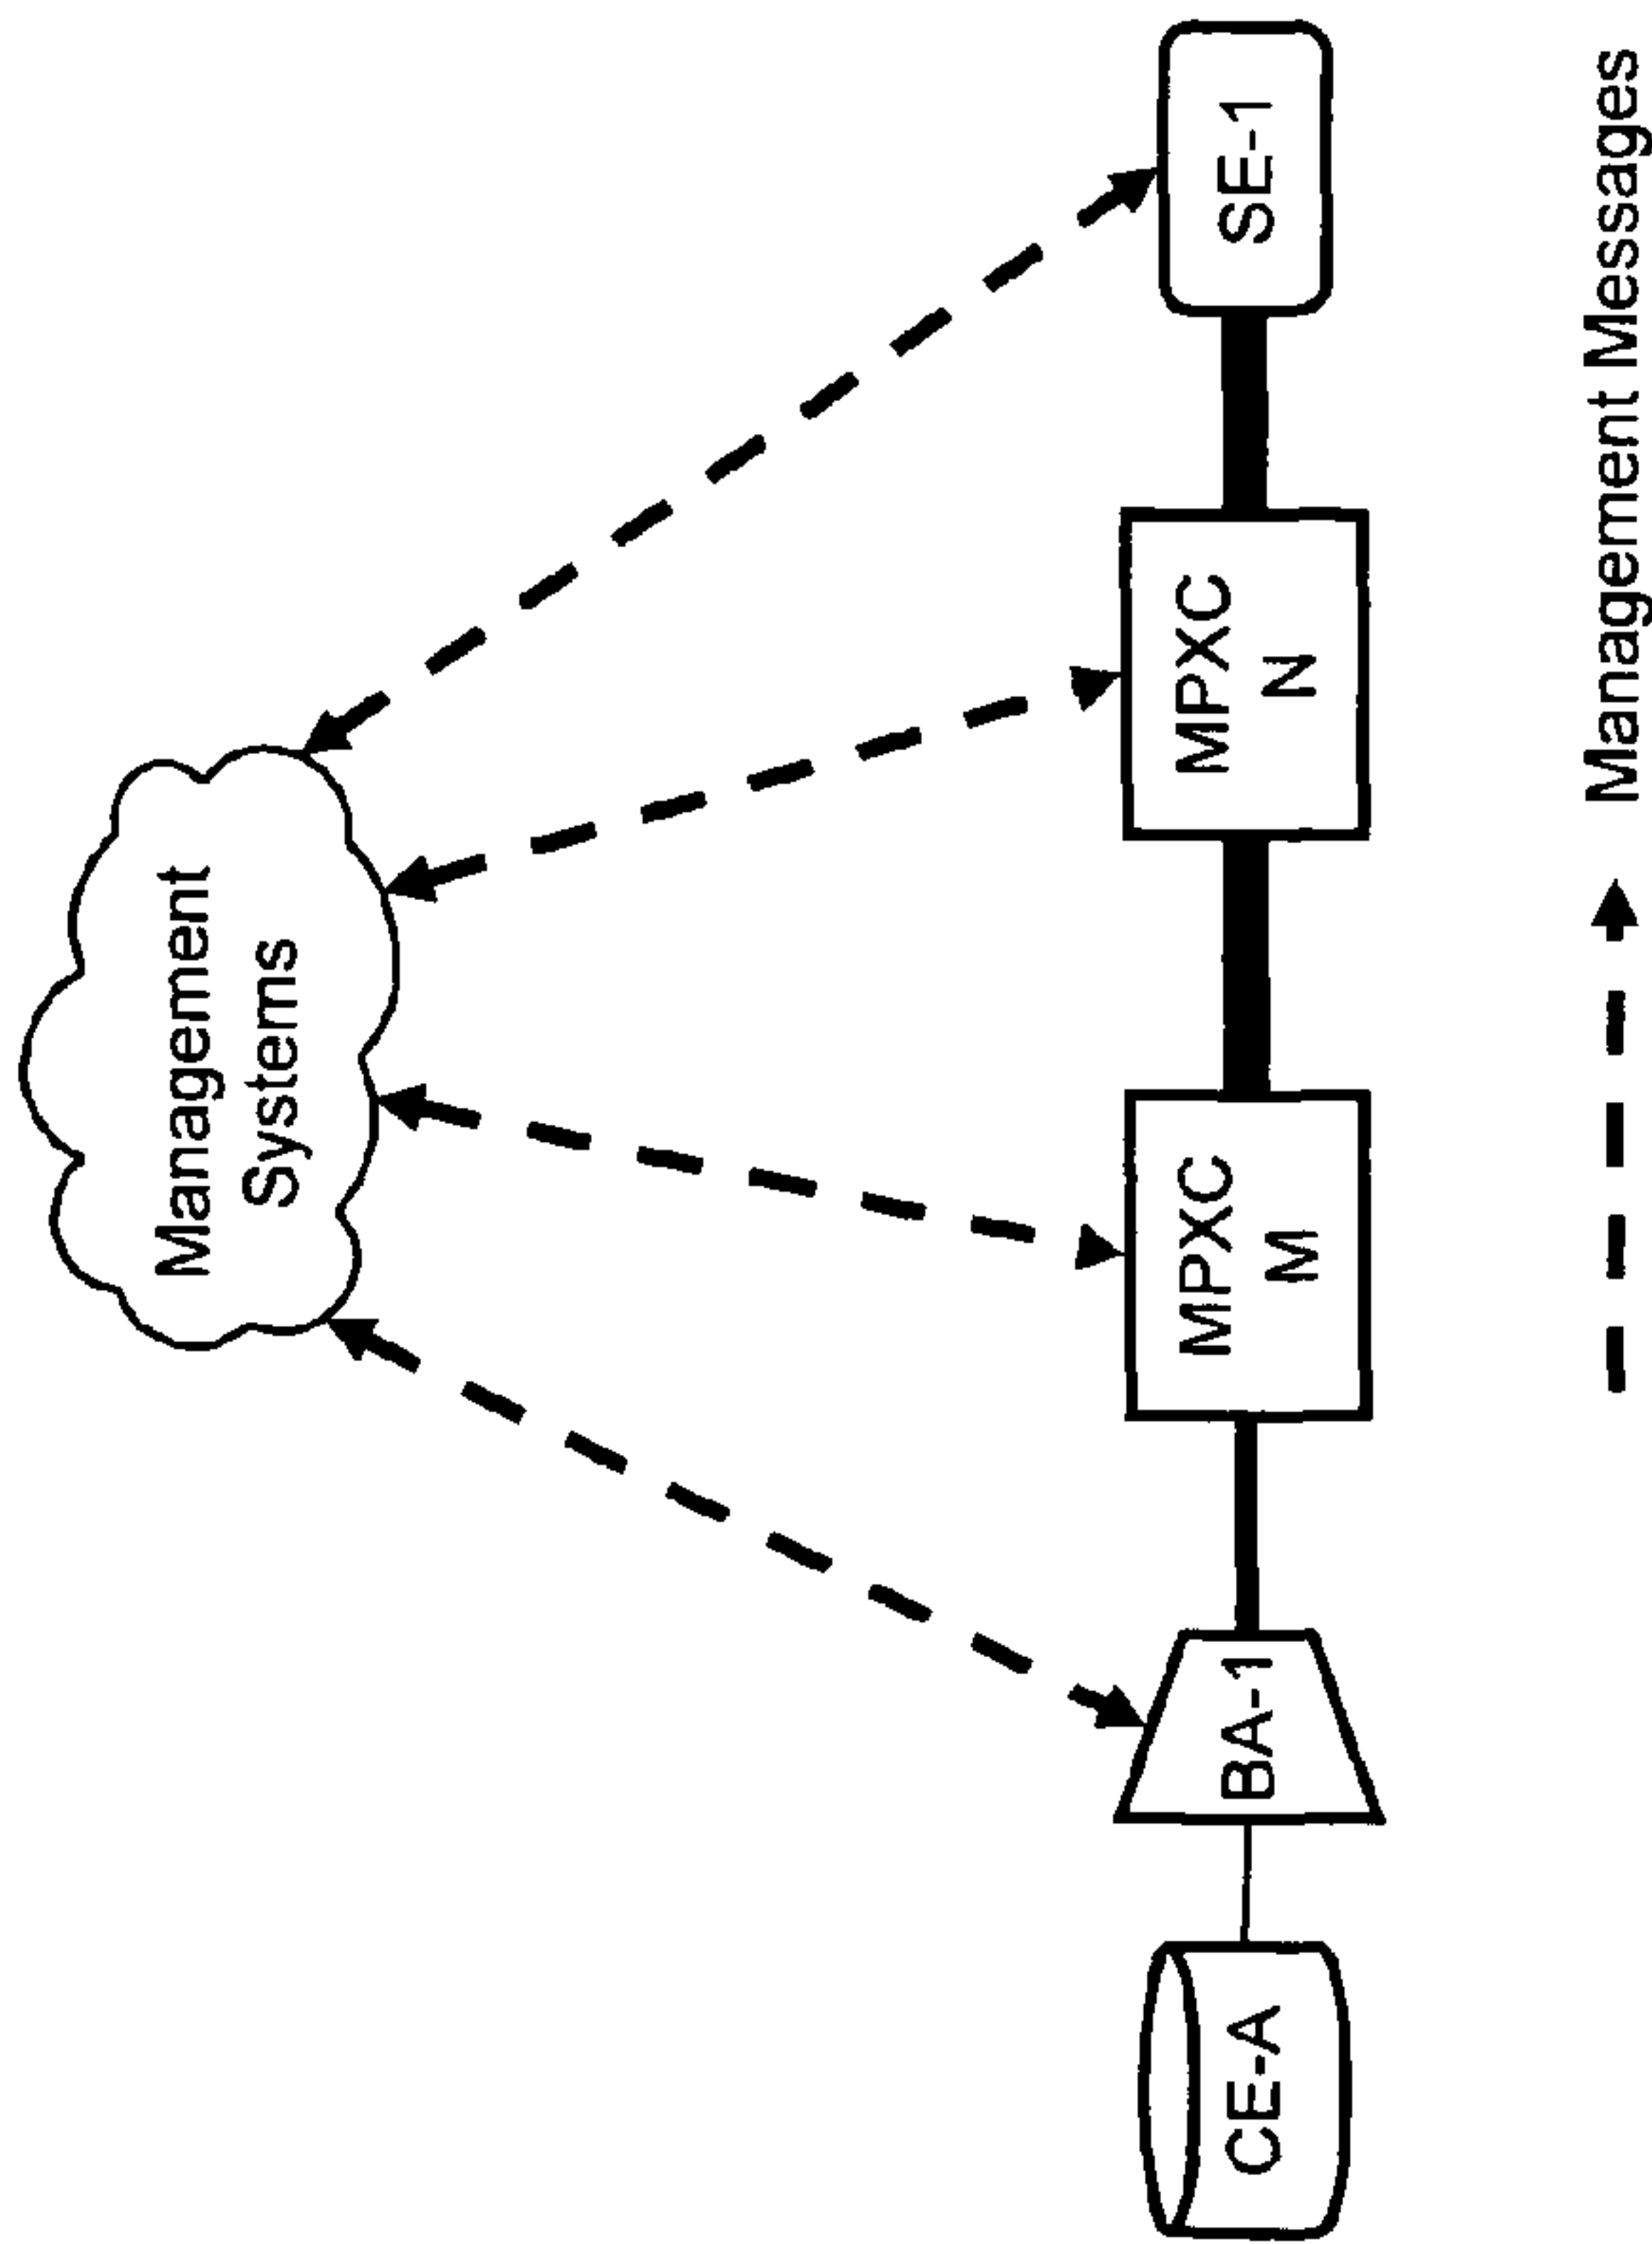 Management
Systems
CE-A
BA-1
MPXC
M
MPXC
N
SE-1
Management Messages